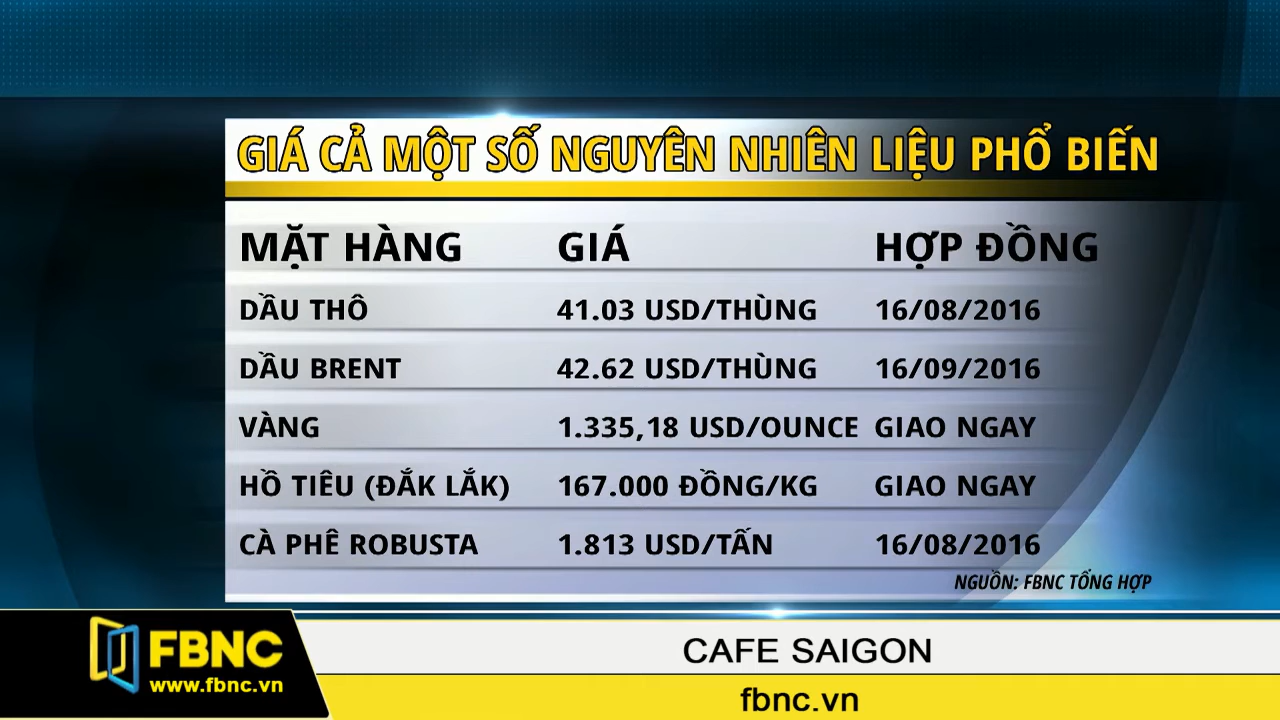 GIÁ CẢ MỘT SỐ NGUYÊN NHIÊN LIỆU PHỔ BIẾN
MẶT HÀNG GIÁ HỢP ĐỒNG
DẦU THÔ 41.03 USD/THÙNG 16/08/2016
DẦU BRENT 42.62 USD/THÙNG 16/09/2016
VÀNG 1.335,18 USD/OUNCE GIAO NGAY
HỒ TIÊU (ĐẮK LẮK) 167.000 ĐỒNG/KG GIAO NGAY
CÀ PHÊ ROBUSTA 1.813 USD/TẤN 16/08/2016
NGUỒN: FBNC TỔNG HỢP
FBNC
www.fbnc.vn
CAFE SAIGON
fbnc.vn